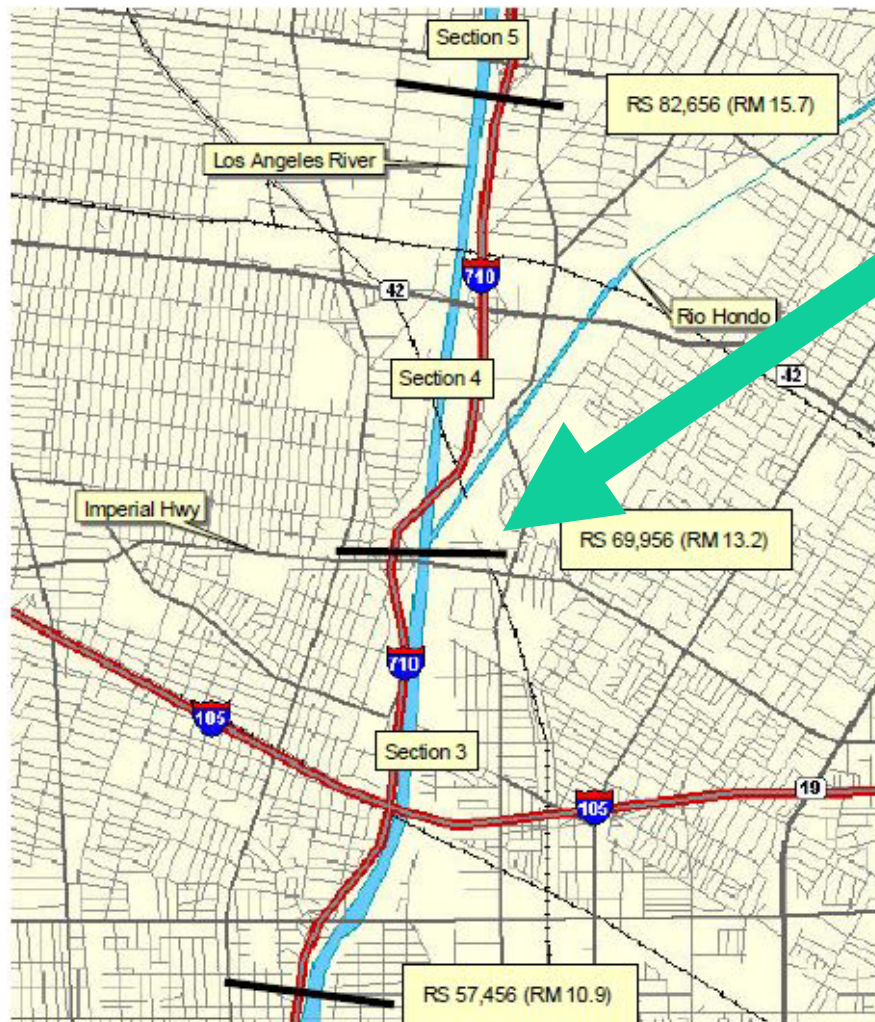 Section 5
RS 82,656 (RM 15.7)
Los Angeles River
710
42
Rio Hondo
Section 4
42
Imperial Hwy
RS 69,956 (RM 13.2)
710
105
Section 3
19
105
RS 57,456 (RM 10.9)